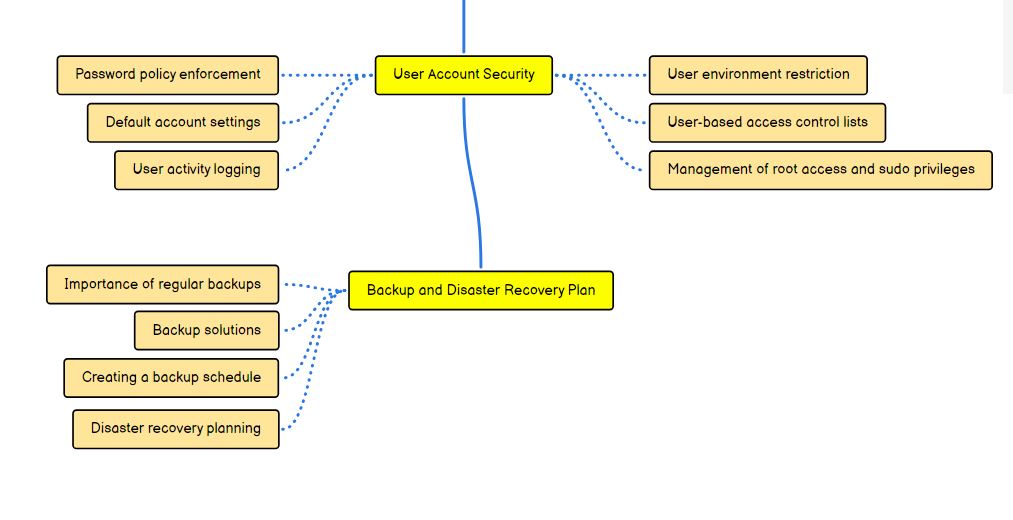 Password policy enforcement
User Account Security
User environment restriction
Default account settings
User-based access control lists
User activity logging
Management of root access and sudo privileges
Importance of regular backups
Backup and Disaster Recovery Plan
Backup solutions
Creating a backup schedule
Disaster recovery planning